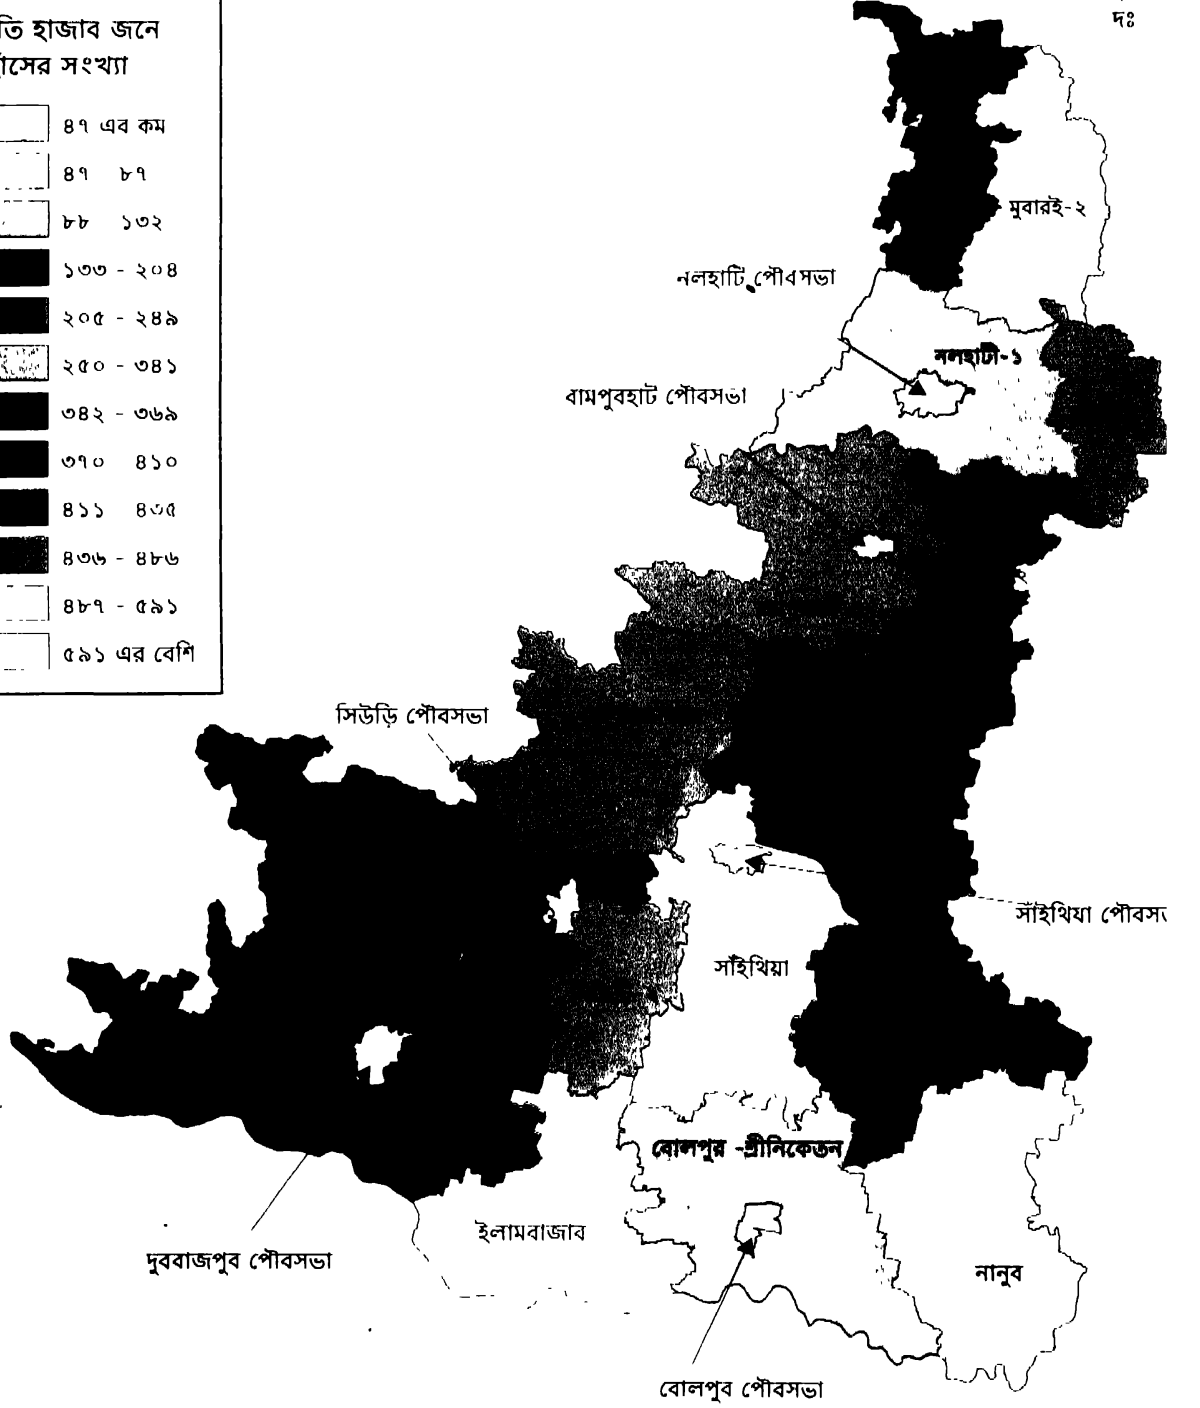 তি হাজাব জনে
াঁসের সংখ্যা
৪৭ এব কম
৪৭ ৮৭
৮৮ ১৩২
১৩৩ - ২০৪
২০৫ - ২৪৯
২৫০ - ৩৪১
৩৪২ - ৩৬৯
৩৭০ ৪১০
৪১১ ৪৩৫
৪৩৬ - ৪৮৬
৪৮৭ - ৫৯১
৫৯১ এর বেশি
দঃ
মুবারই-২
নলহাটি পৌবসভা
নলহাটী-১
বামপুবহাট পৌবসভা
সিউড়ি পৌবসভা
সাঁইথিযা পৌবসভ
সাঁইথিয়া
বোলপুর -শ্রীনিকেতন
ইলামবাজাব
দুববাজপুব পৌবসভা
নানুব
বোলপুব পৌবসভা